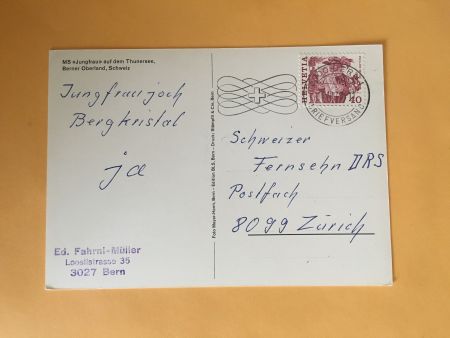 MS «Jungfrau» auf dem Thunersee,
Berner Oberland, Schweiz
Jungfraujoch
Bergkristal
ja
Ed. Fahrni-Müller
Looslistrasse 35
3027 Bern
HELVETIA
40
BRIEFVERSAND
Schweizer
Fernsehn DRS
Postfach
8099 Zürich